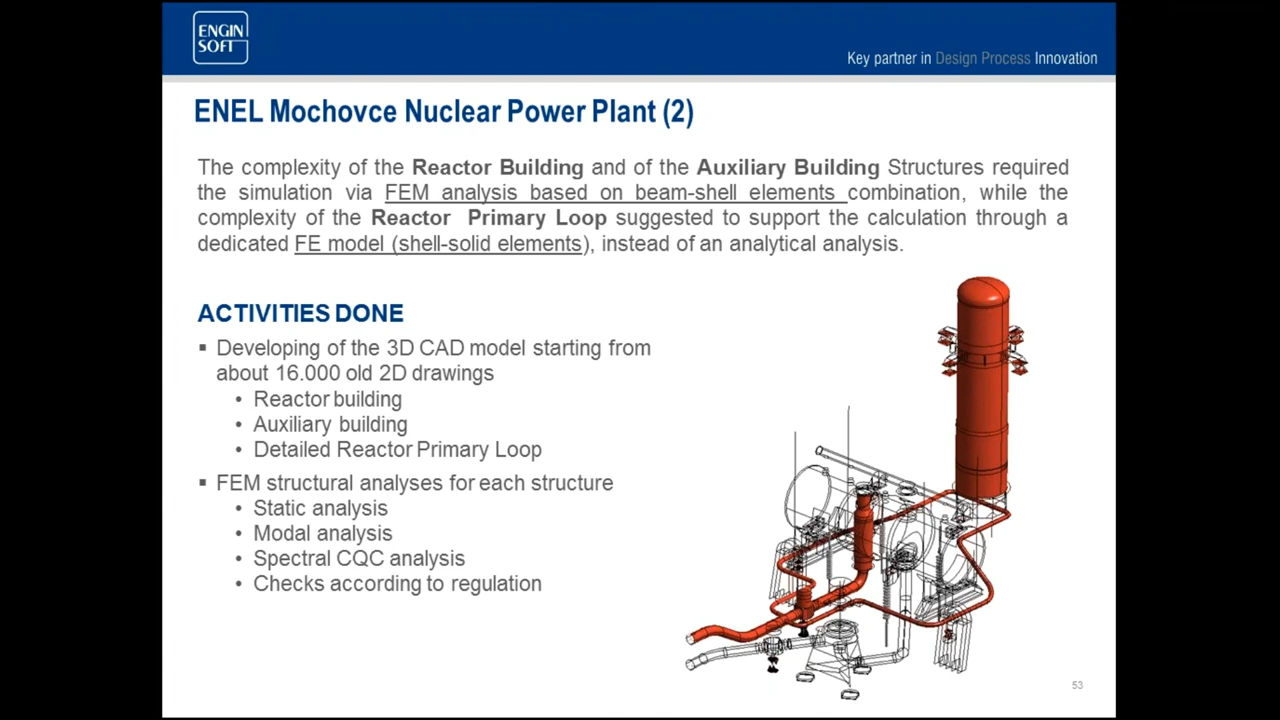 ENGIN
SOFT
Key partner in Design Process Innovation
ENEL Mochovce Nuclear Power Plant (2)
The complexity of the Reactor Building and of the Auxiliary Building Structures required
the simulation via FEM analysis based on beam-shell elements combination, while the
complexity of the Reactor Primary Loop suggested to support the calculation through a
dedicated FE model (shell-solid elements), instead of an analytical analysis.
ACTIVITIES DONE
▪ Developing of the 3D CAD model starting from
about 16.000 old 2D drawings
• Reactor building
• Auxiliary building
• Detailed Reactor Primary Loop
▪ FEM structural analyses for each structure
• Static analysis
• Modal analysis
• Spectral CQC analysis
• Checks according to regulation
53